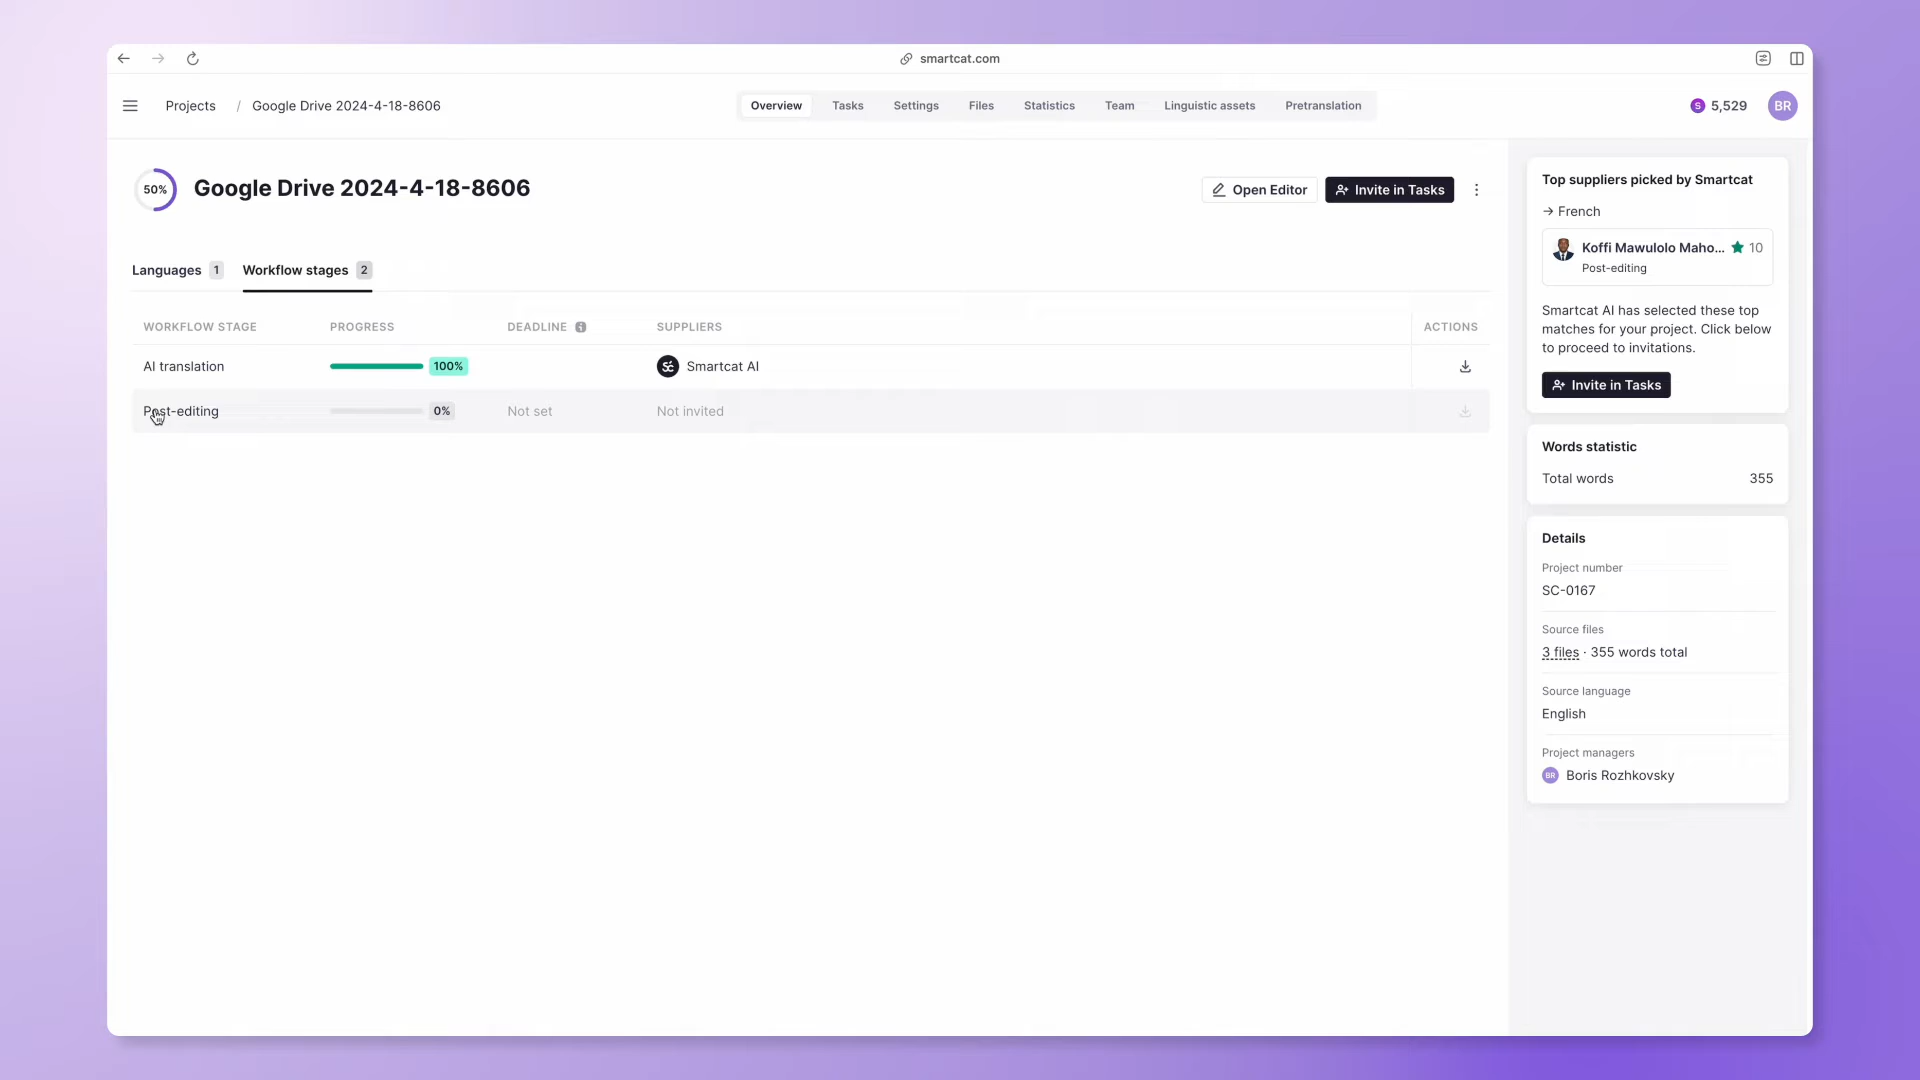 smartcat.com
Projects / Google Drive 2024-4-18-8606
Overview Tasks Settings Files Statistics Team Linguistic assets Pretranslation
S 5,529 BR
50% Google Drive 2024-4-18-8606
Open Editor Invite in Tasks
Languages 1 Workflow stages 2
WORKFLOW STAGE PROGRESS DEADLINE SUPPLIERS ACTIONS
AI translation 100% Smartcat AI
Post-editing 0% Not set Not invited
Top suppliers picked by Smartcat
→ French
Koffi Mawulolo Maho... ★ 10
Post-editing
Smartcat AI has selected these top
matches for your project. Click below
to proceed to invitations.
Invite in Tasks
Words statistic
Total words 355
Details
Project number
SC-0167
Source files
3 files · 355 words total
Source language
English
Project managers
BR Boris Rozhkovsky